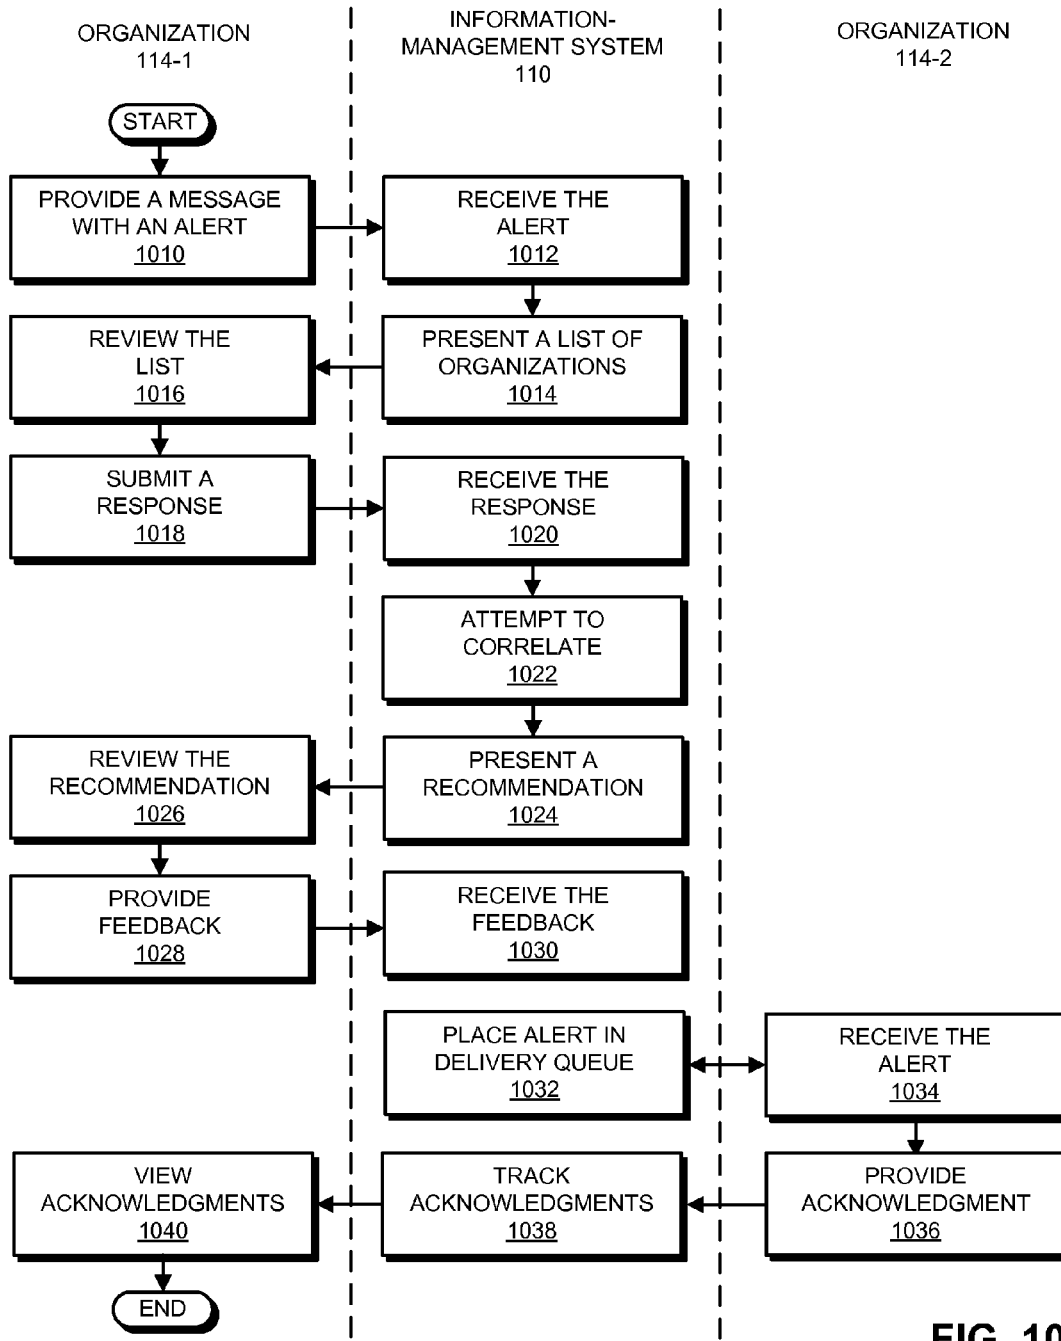 ORGANIZATION
114-1
INFORMATION-
MANAGEMENT SYSTEM
110
ORGANIZATION
114-2
START
PROVIDE A MESSAGE
WITH AN ALERT
1010
RECEIVE THE
ALERT
1012
REVIEW THE
LIST
1016
PRESENT A LIST OF
ORGANIZATIONS
1014
SUBMIT A
RESPONSE
1018
RECEIVE THE
RESPONSE
1020
ATTEMPT TO
CORRELATE
1022
REVIEW THE
RECOMMENDATION
1026
PRESENT A
RECOMMENDATION
1024
PROVIDE
FEEDBACK
1028
RECEIVE THE
FEEDBACK
1030
PLACE ALERT IN
DELIVERY QUEUE
1032
RECEIVE THE
ALERT
1034
VIEW
ACKNOWLEDGMENTS
1040
TRACK
ACKNOWLEDGMENTS
1038
PROVIDE
ACKNOWLEDGMENT
1036
END
FIG. 10